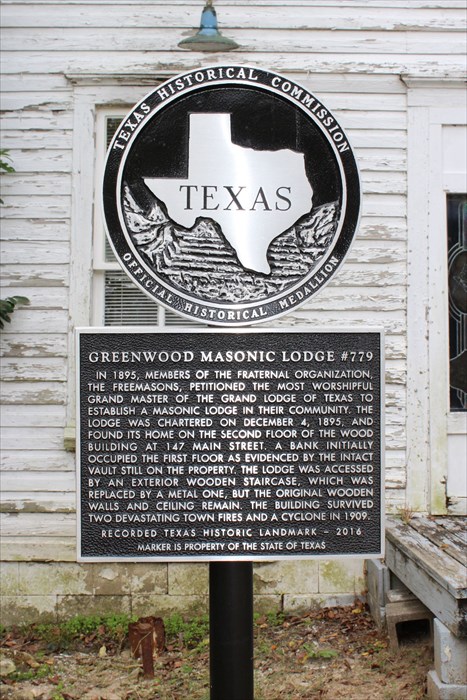 TEXAS HISTORICAL COMMISSION
TEXAS
OFFICIAL HISTORICAL MEDALLION
GREENWOOD MASONIC LODGE #779
IN 1895, MEMBERS OF THE FRATERNAL ORGANIZATION,
THE FREEMASONS, PETITIONED THE MOST WORSHIPFUL
GRAND MASTER OF THE GRAND LODGE OF TEXAS TO
ESTABLISH A MASONIC LODGE IN THEIR COMMUNITY. THE
LODGE WAS CHARTERED ON DECEMBER 4, 1895, AND
FOUND ITS HOME ON THE SECOND FLOOR OF THE WOOD
BUILDING AT 147 MAIN STREET. A BANK INITIALLY
OCCUPIED THE FIRST FLOOR AS EVIDENCED BY THE INTACT
VAULT STILL ON THE PROPERTY. THE LODGE WAS ACCESSED
BY AN EXTERIOR WOODEN STAIRCASE, WHICH WAS
REPLACED BY A METAL ONE, BUT THE ORIGINAL WOODEN
WALLS AND CEILING REMAIN. THE BUILDING SURVIVED
TWO DEVASTATING TOWN FIRES AND A CYCLONE IN 1909.
RECORDED TEXAS HISTORIC LANDMARK – 2016
MARKER IS PROPERTY OF THE STATE OF TEXAS